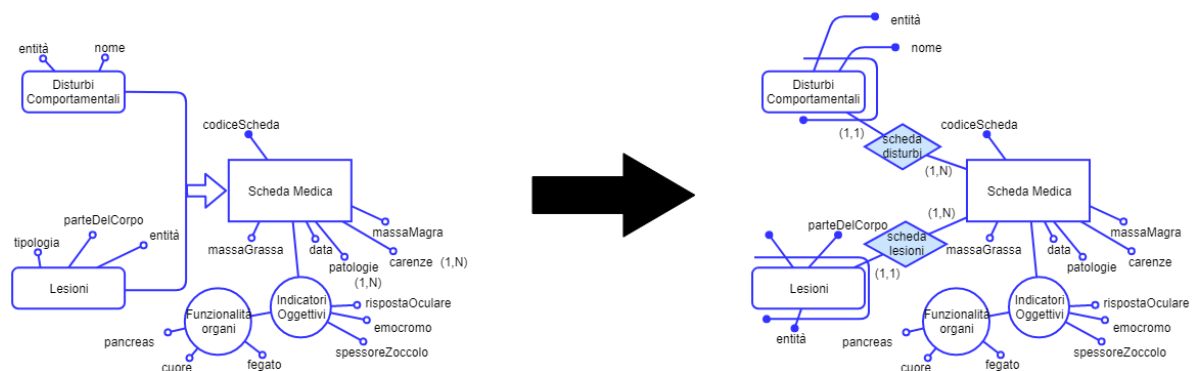 entità
nome
Disturbi
Comportamentali
codiceScheda
Scheda Medica
parteDelCorpo
tipologia
entità
Lesioni
massaGrassa
data
patologie
(1,N)
massaMagra
carenze (1,N)
Funzionalità
organi
Indicatori
Oggettivi
rispostaOculare
emocromo
spessoreZoccolo
pancreas
cuore
fegato
entità
nome
Disturbi
Comportamentali
(1,1)
scheda
disturbi
(1,N)
codiceScheda
Scheda Medica
(1,N)
parteDelCorpo
scheda
lesioni
(1,1)
Lesioni
entità
massaGrassa
data
patologie
massaMagra
carenze
Funzionalità
organi
Indicatori
Oggettivi
rispostaOculare
emocromo
spessoreZoccolo
pancreas
cuore
fegato